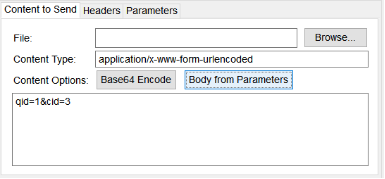 Content to Send Headers Parameters
File: Browse...
Content Type: application/x-www-form-urlencoded
Content Options: Base64 Encode Body from Parameters
qid=1&cid=3